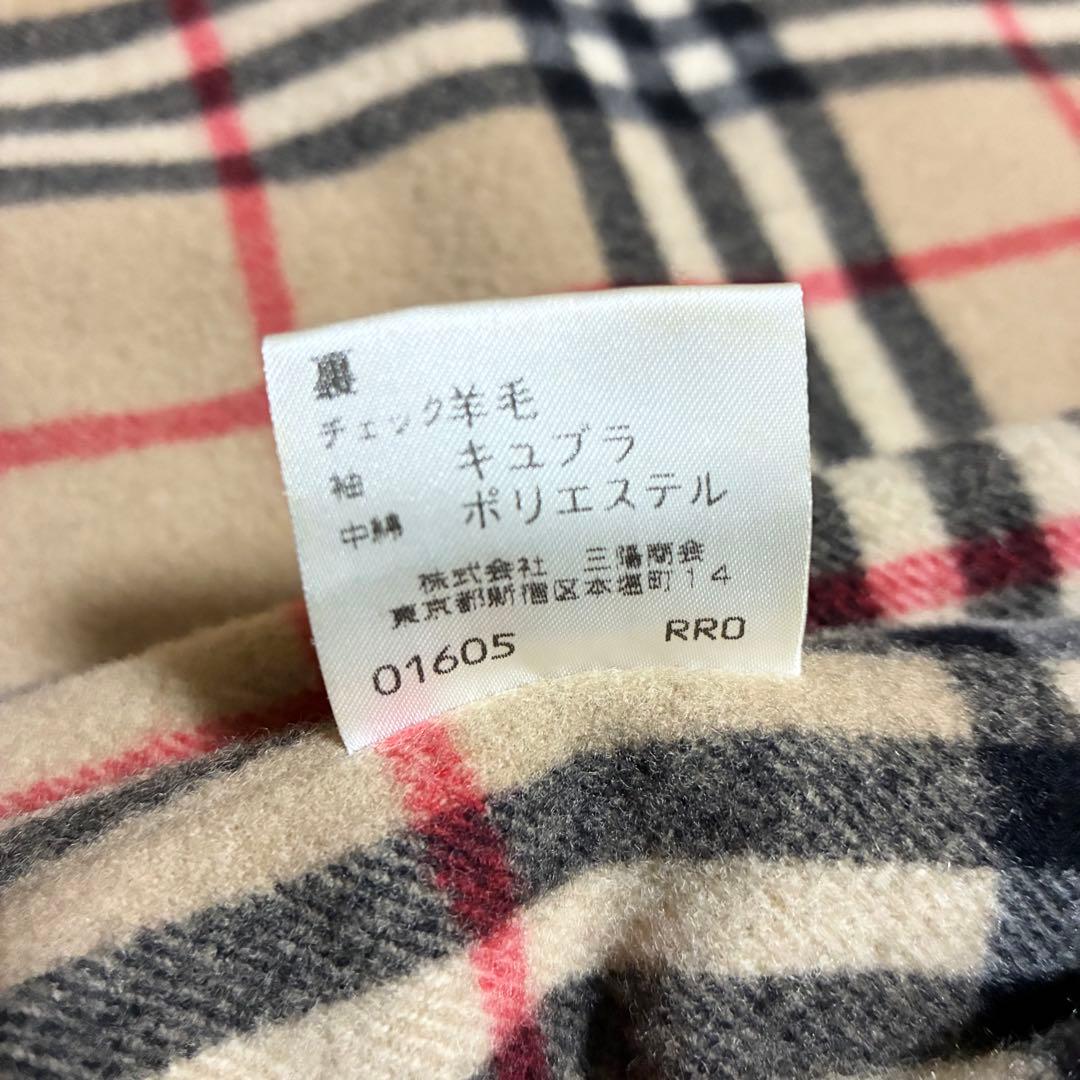 裏
チェック羊毛
袖 キュプラ
中綿 ポリエステル
株式会社 三陽商会
東京都新宿区本塩町14
01605 RRO